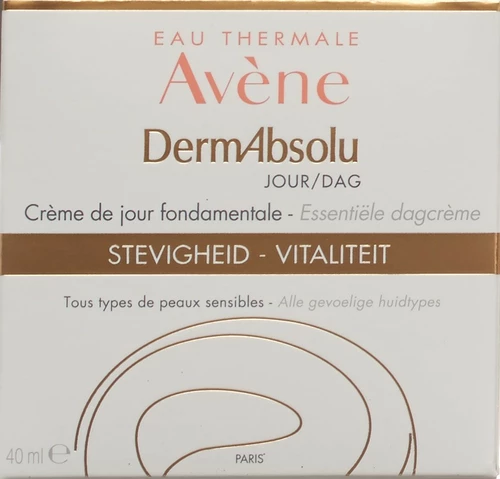 EAU THERMALE
Avène
DermAbsolu
JOUR/DAG
Crème de jour fondamentale - Essentiële dagcrème
STEVIGHEID - VITALITEIT
Tous types de peaux sensibles - Alle gevoelige huidtypes
40 ml e
PARIS